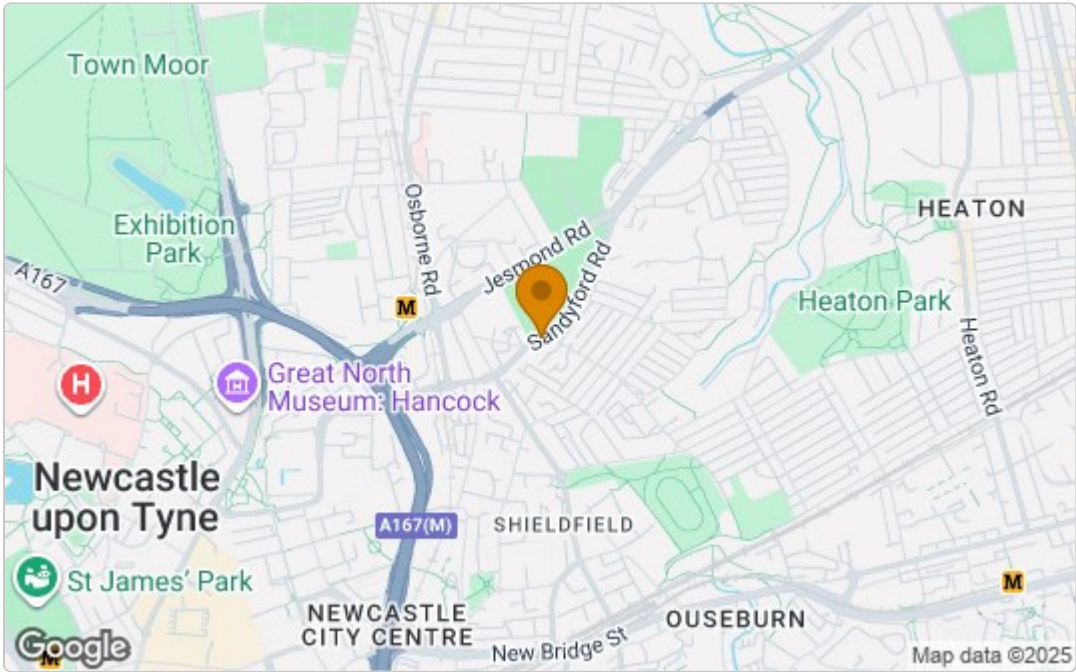 Town Moor
Exhibition
Park
A167
Osborne Rd
Jesmond Rd
Sandyford Rd
HEATON
Heaton Park
Heaton Rd
M
H
Great North
Museum: Hancock
Newcastle
upon Tyne
A167(M)
SHIELDFIELD
St James' Park
M
NEWCASTLE
CITY CENTRE
OUSEBURN
New Bridge St
M
Google
Map data ©2025